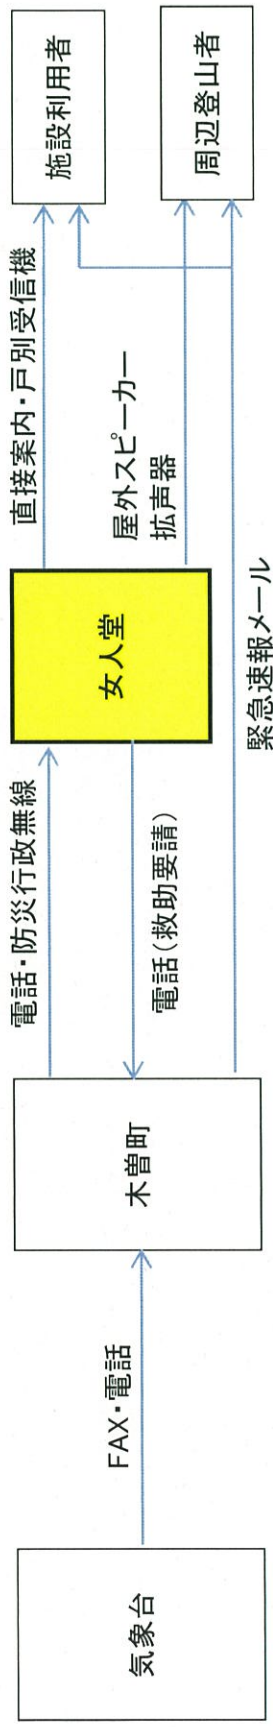 気象台
FAX・電話
木曽町
電話・防災行政無線
電話(救助要請)
女人堂
直接案内・戸別受信機
屋外スピーカー
拡声器
緊急速報メール
施設利用者
周辺登山者